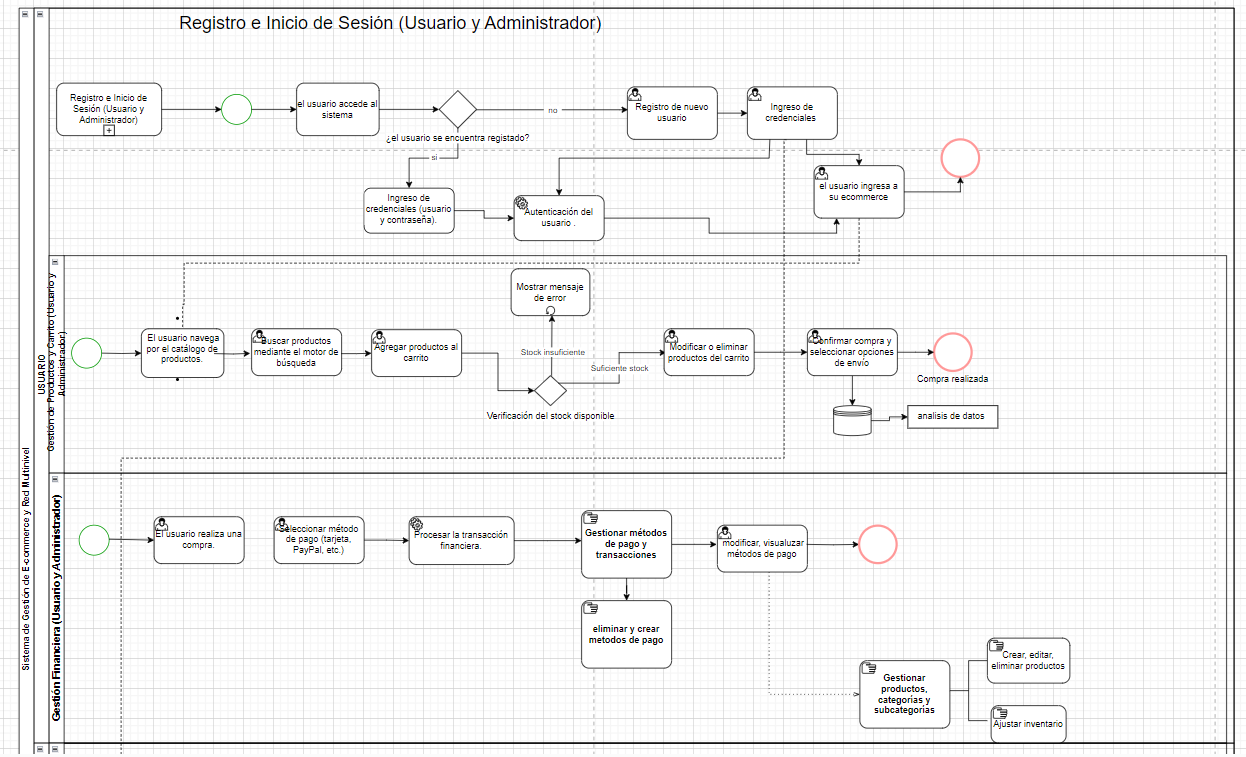 Registro e Inicio de Sesión (Usuario y Administrador)
Registro e Inicio de
Sesión (Usuario y
Administrador)
el usuario accede al
sistema
¿el usuario se encuentra registado?
no
si
Registro de nuevo
usuario
Ingreso de
credenciales
Ingreso de
credenciales (usuario
y contraseña).
Autenticación del
usuario .
el usuario ingresa a
su ecommerce
Sistema de Gestión de E-commerce y Red Multinivel
USUARIO
Gestión de Productos y Carrito (Usuario y
Administrador)
El usuario navega
por el catálogo de
productos.
Buscar productos
mediante el motor de
búsqueda
Agregar productos al
carrito
Mostrar mensaje
de error
Stock insuficiente
Suficiente stock
Verificación del stock disponible
Modificar o eliminar
productos del carrito
Confirmar compra y
seleccionar opciones
de envío
Compra realizada
analisis de datos
Gestión Financiera (Usuario y Administrador)
El usuario realiza una
compra.
Seleccionar método
de pago (tarjeta,
PayPal, etc.)
Procesar la transacción
financiera.
Gestionar métodos
de pago y
transacciones
modificar, visualuzar
métodos de pago
eliminar y crear
metodos de pago
Gestionar
productos,
categorías y
subcategorías
Crear, editar,
eliminar productos
Ajustar inventario